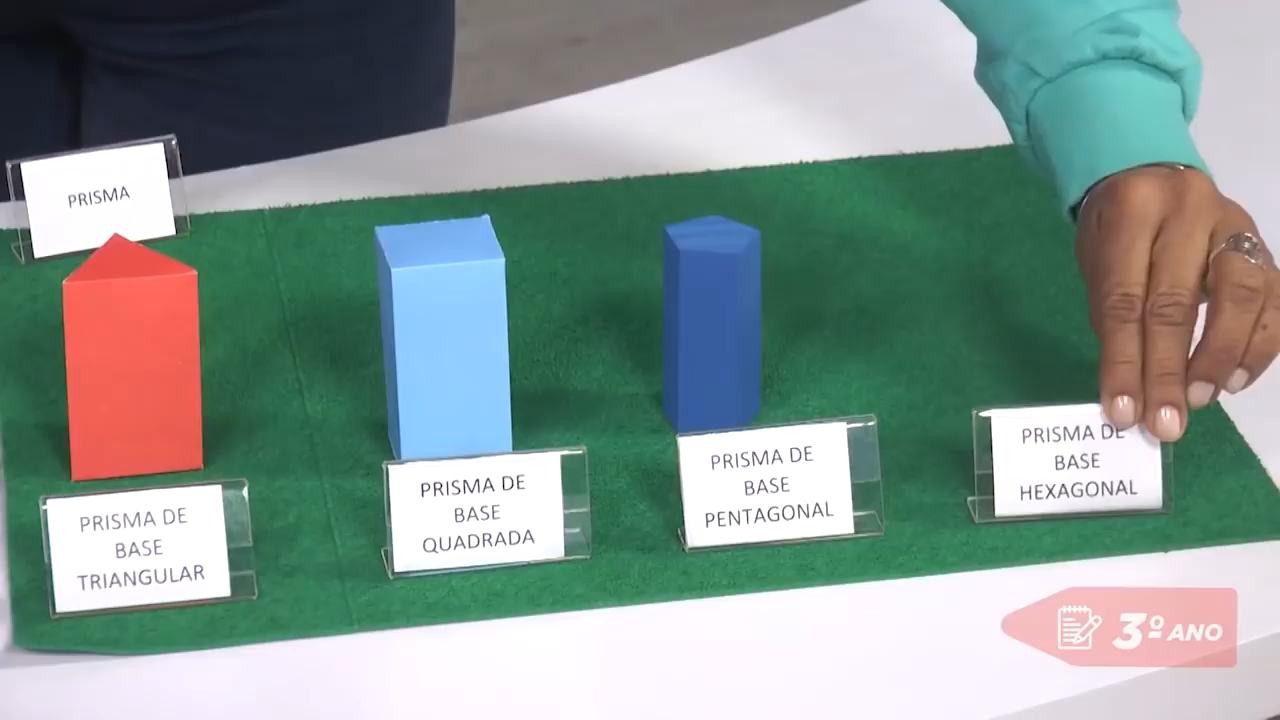 PRISMA
PRISMA DE
BASE
TRIANGULAR
PRISMA DE
BASE
QUADRADA
PRISMA DE
BASE
PENTAGONAL
PRISMA DE
BASE
HEXAGONAL
3º ANO